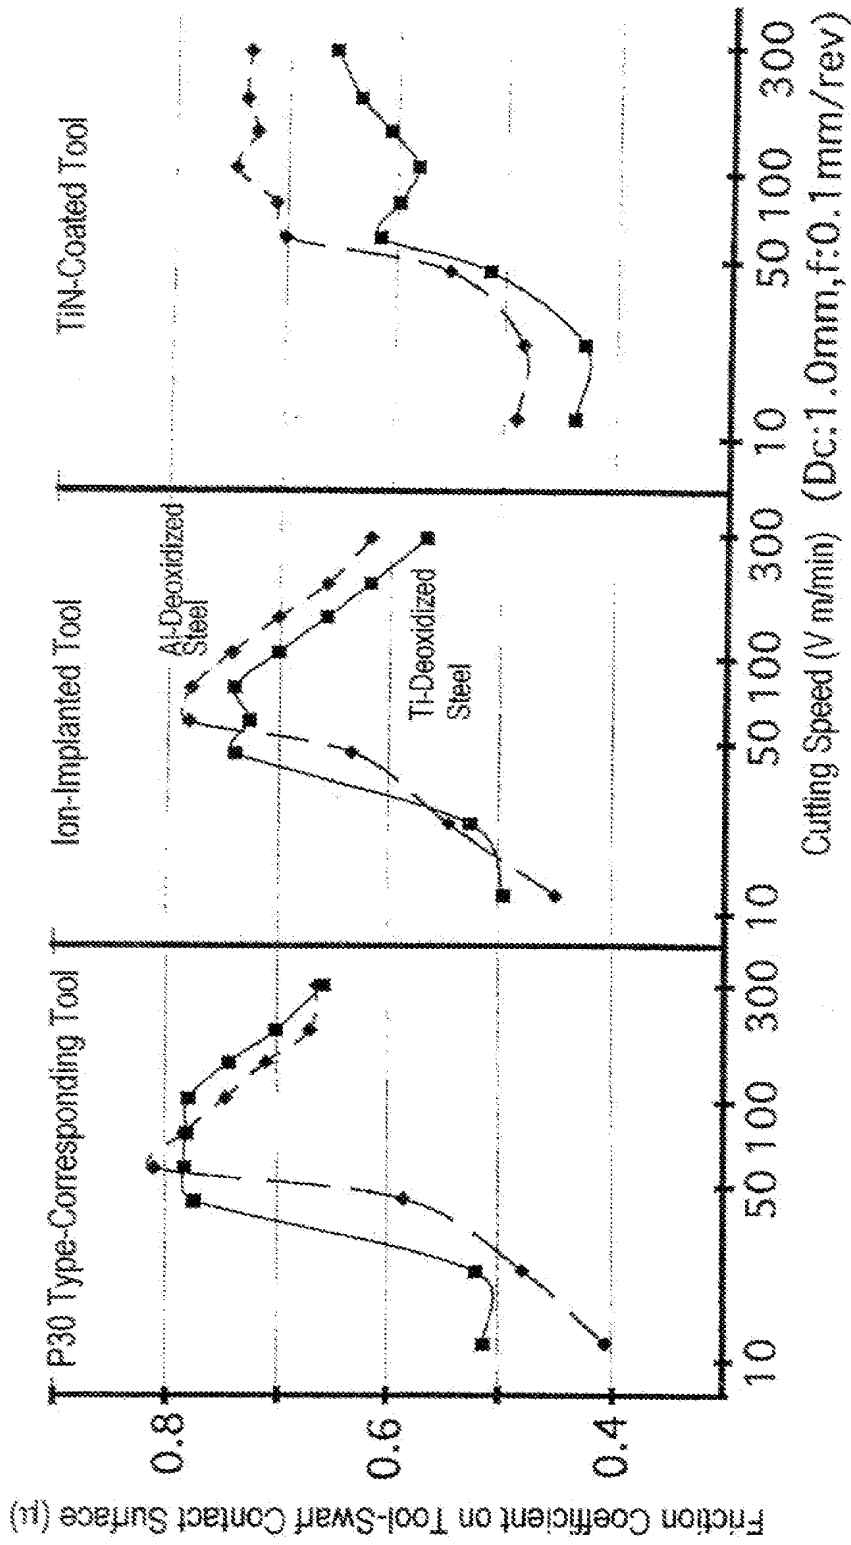 Friction Coefficient on Tool-Swarf Contact Surface (μ)
0.8
0.6
0.4
P30 Type-Corresponding Tool
Ion-Implanted Tool
TiN-Coated Tool
Al-Deoxidized
Steel
Ti-Deoxidized
Steel
10 50 100 300
10 50 100 300
10 50 100 300
Cutting Speed (V m/min) (Dc:1.0mm,f:0.1mm/rev)